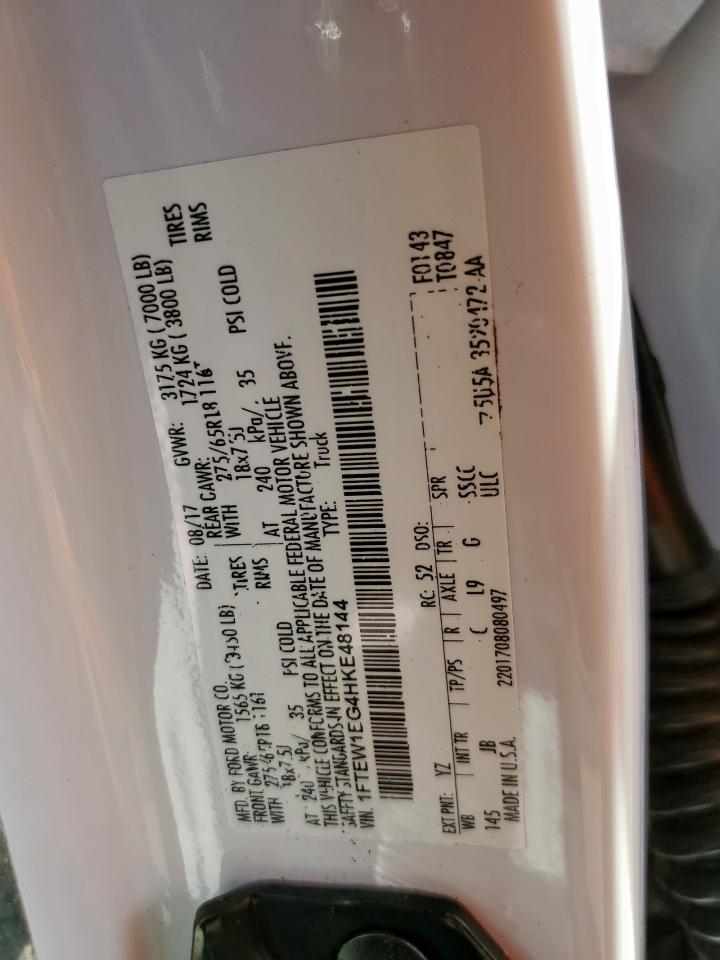 MFD. BY FORD MOTOR CO. DATE: 08/17 GVWR: 3175 KG ( 7000 LB)
FRONT GAWR: 1565 KG (3450 LB) REAR GAWR: 1724 KG ( 3800 LB)
WITH 275/65R18 116T TIRES WITH 275/65R18 116T TIRES
18x7.5J RIMS 18x7.5J RIMS
AT 240 kPa/ 35 PSI COLD AT 240 kPa/ 35 PSI COLD
THIS VEHICLE CONFORMS TO ALL APPLICABLE FEDERAL MOTOR VEHICLE
SAFETY STANDARDS IN EFFECT ON THE DATE OF MANUFACTURE SHOWN ABOVE.
VIN: 1FTEW1EG4HKE48144 TYPE: Truck
F0143
EXT PNT: YZ RC: 52 DSO: T0847
WB INT TR TP/PS R AXLE TR SPR
145 JB C L9 G SSCC
MADE IN U.S.A. 2201708080497 ULC